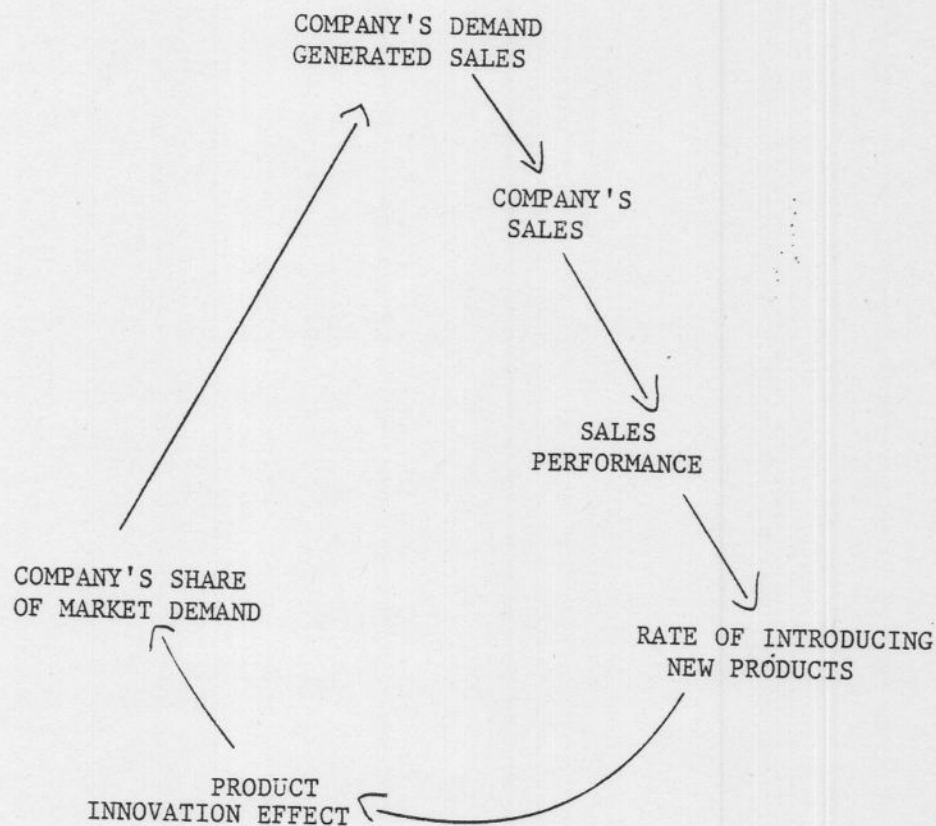 COMPANY'S DEMAND
GENERATED SALES
COMPANY'S
SALES
SALES
PERFORMANCE
RATE OF INTRODUCING
NEW PRODUCTS
PRODUCT
INNOVATION EFFECT
COMPANY'S SHARE
OF MARKET DEMAND